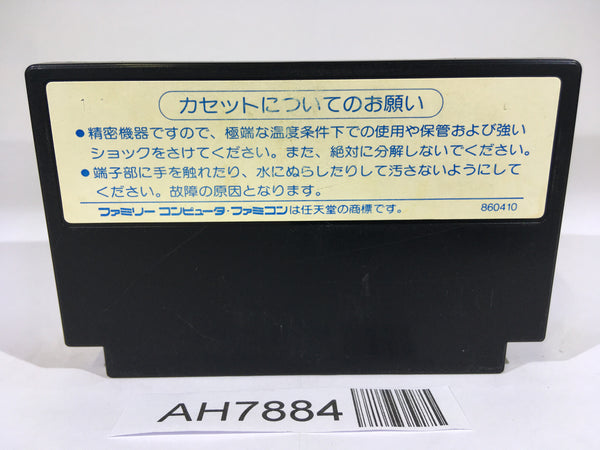 カセットについてのお願い
●精密機器ですので、極端な温度条件下での使用や保管および強い
ショックをさけてください。また、絶対に分解しないでください。
●端子部に手を触れたり、水にぬらしたりして汚さないようにして
ください。故障の原因となります。
ファミリー コンピュータ・ファミコンは任天堂の商標です。 860410
AH7884